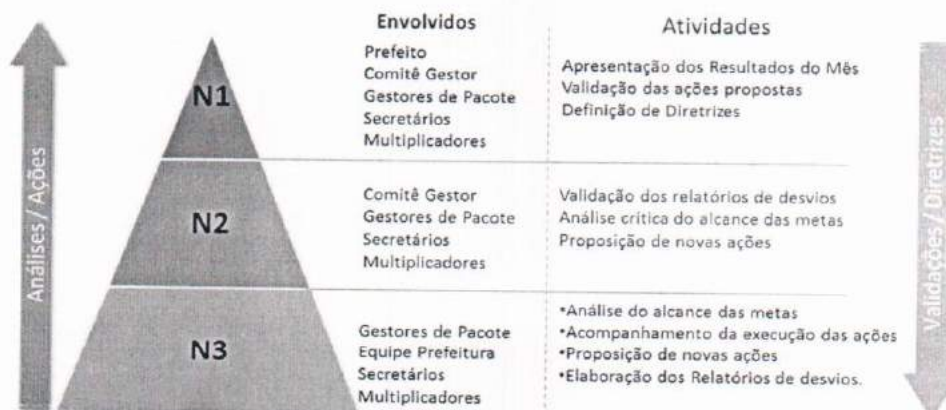 Envolvidos
Atividades
Análises / Ações
N1
Prefeito
Comitê Gestor
Gestores de Pacote
Secretários
Multiplicadores
Apresentação dos Resultados do Mês
Validação das ações propostas
Definição de Diretrizes
N2
Comitê Gestor
Gestores de Pacote
Secretários
Multiplicadores
Validação dos relatórios de desvios
Análise crítica do alcance das metas
Proposição de novas ações
N3
Gestores de Pacote
Equipe Prefeitura
Secretários
Multiplicadores
•Análise do alcance das metas
•Acompanhamento da execução das ações
•Proposição de novas ações
•Elaboração dos Relatórios de desvios.
Validações / Diretrizes